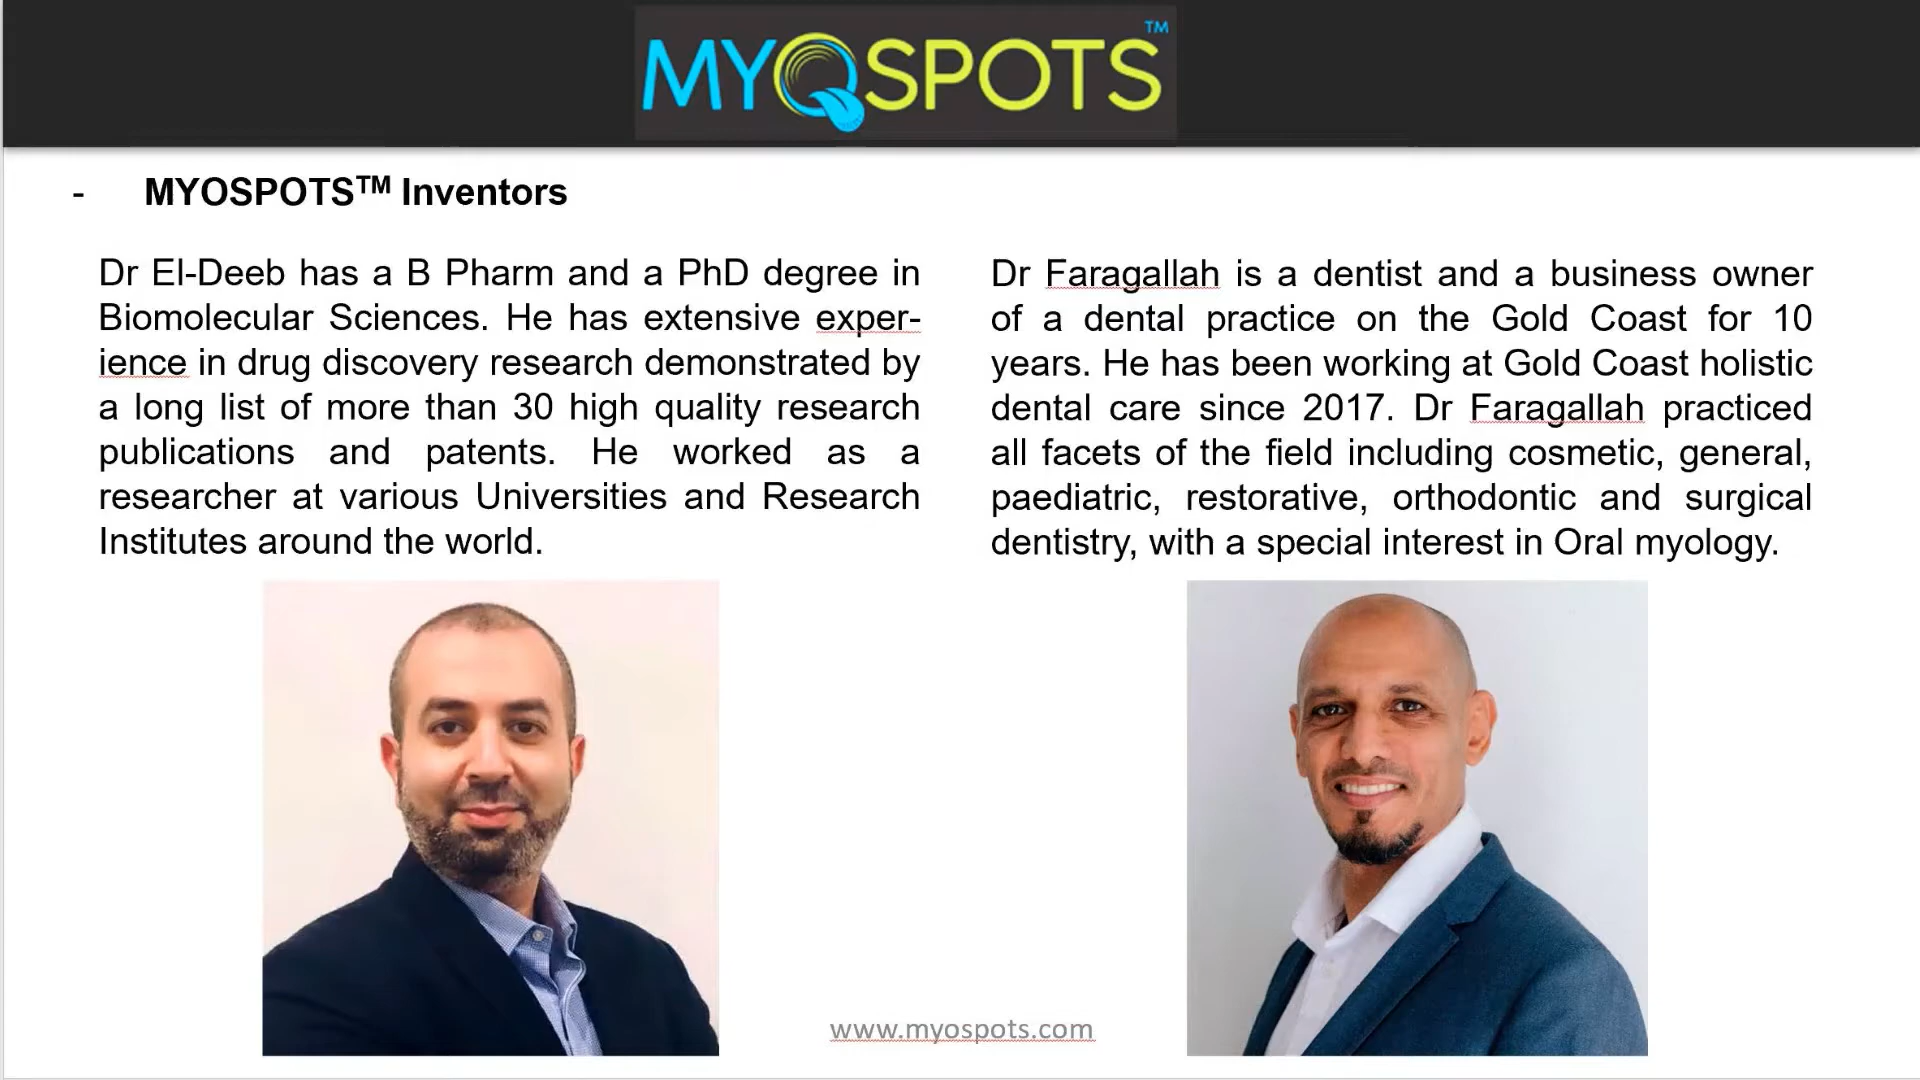 MYOSPOTS™
- MYOSPOTS™ Inventors
Dr El-Deeb has a B Pharm and a PhD degree in
Biomolecular Sciences. He has extensive exper-
ience in drug discovery research demonstrated by
a long list of more than 30 high quality research
publications and patents. He worked as a
researcher at various Universities and Research
Institutes around the world.
Dr Faragallah is a dentist and a business owner
of a dental practice on the Gold Coast for 10
years. He has been working at Gold Coast holistic
dental care since 2017. Dr Faragallah practiced
all facets of the field including cosmetic, general,
paediatric, restorative, orthodontic and surgical
dentistry, with a special interest in Oral myology.
www.myospots.com